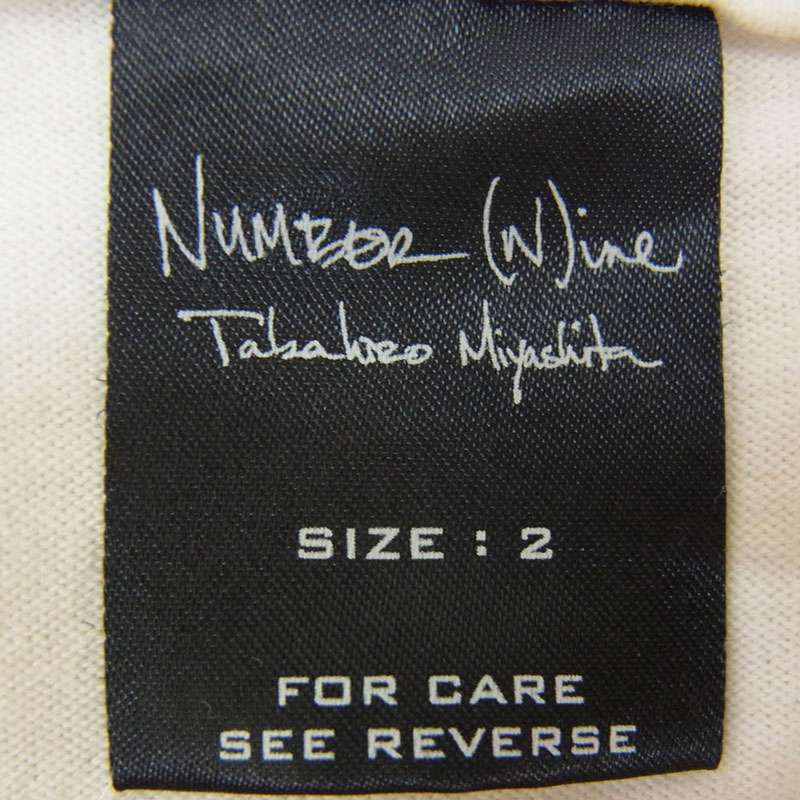 NUMBER (N)ine
Takahiro Miyashita
SIZE : 2
FOR CARE
SEE REVERSE